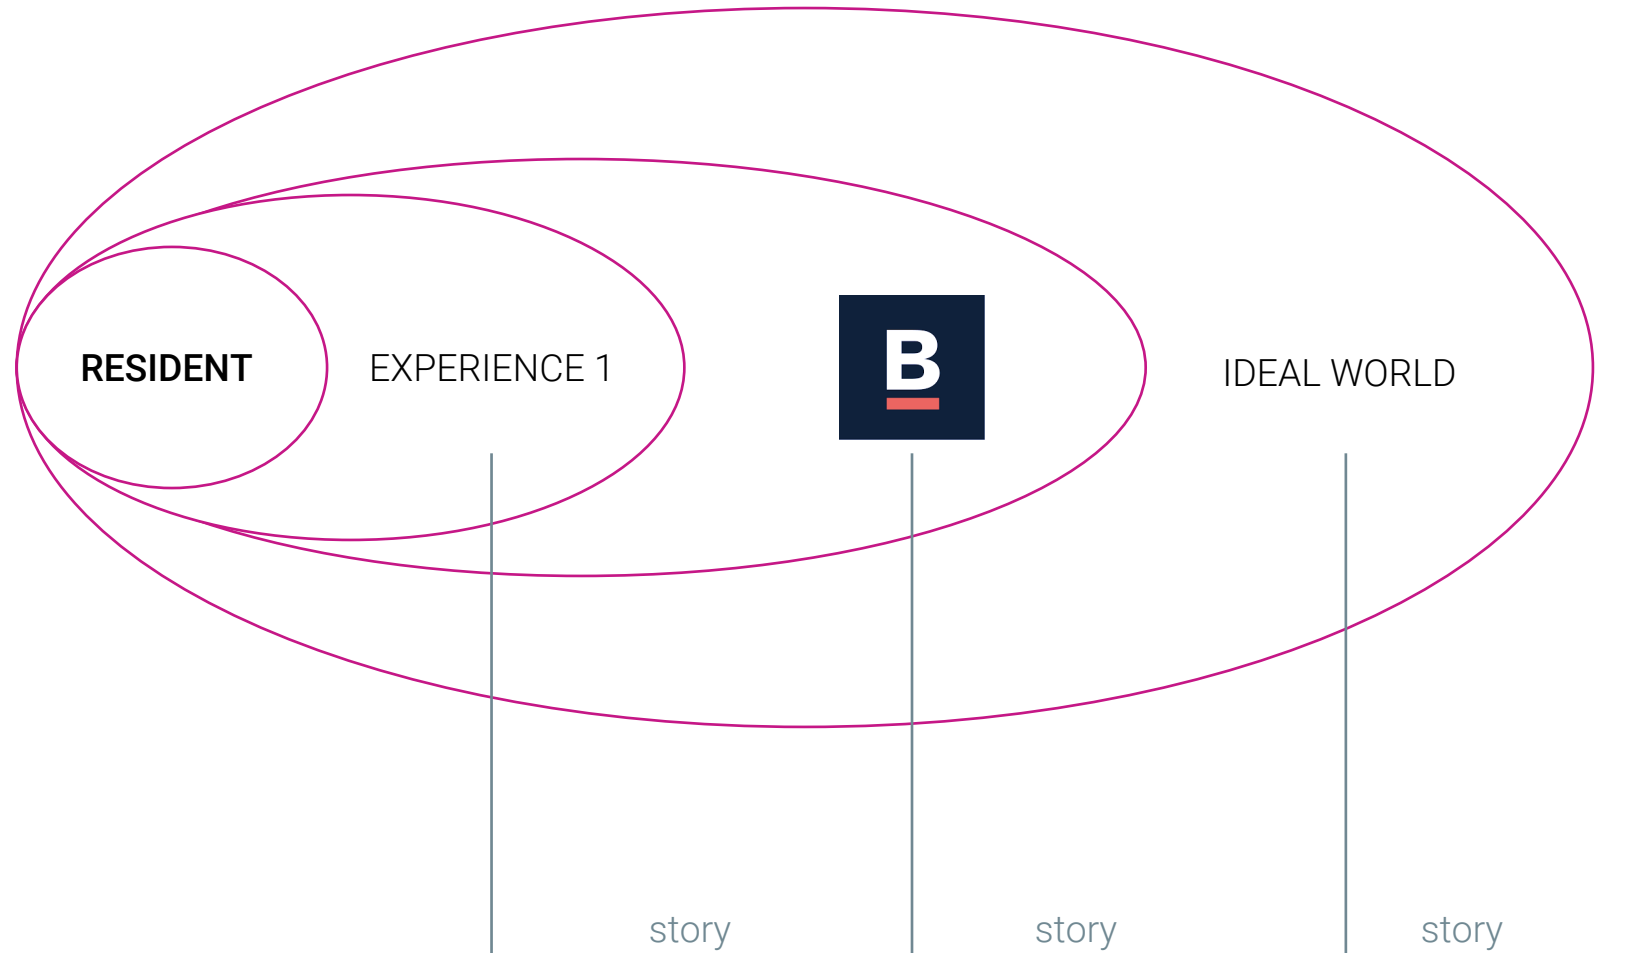 RESIDENT
EXPERIENCE 1
B
IDEAL WORLD
story
story
story